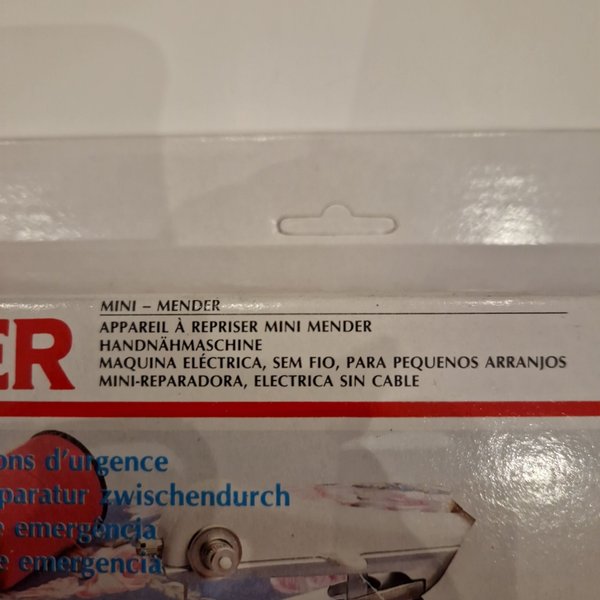 MINI – MENDER
ER
APPAREIL À REPRISER MINI MENDER
HANDNÄHMASCHINE
MAQUINA ELÉCTRICA, SEM FIO, PARA PEQUENOS ARRANJOS
MINI-REPARADORA, ELECTRICA SIN CABLE
ons d'urgence
paratur zwischendurch
e emergência
e emergencia